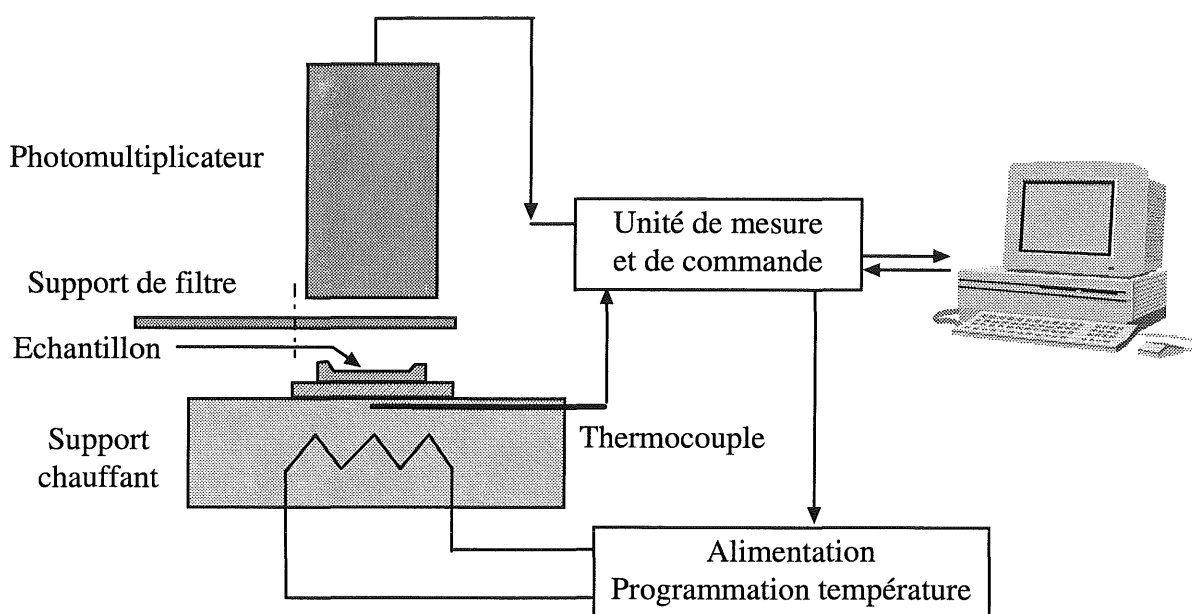 Photomultiplicateur
Unité de mesure
et de commande
Support de filtre
Echantillon
Thermocouple
Support
chauffant
Alimentation
Programmation température